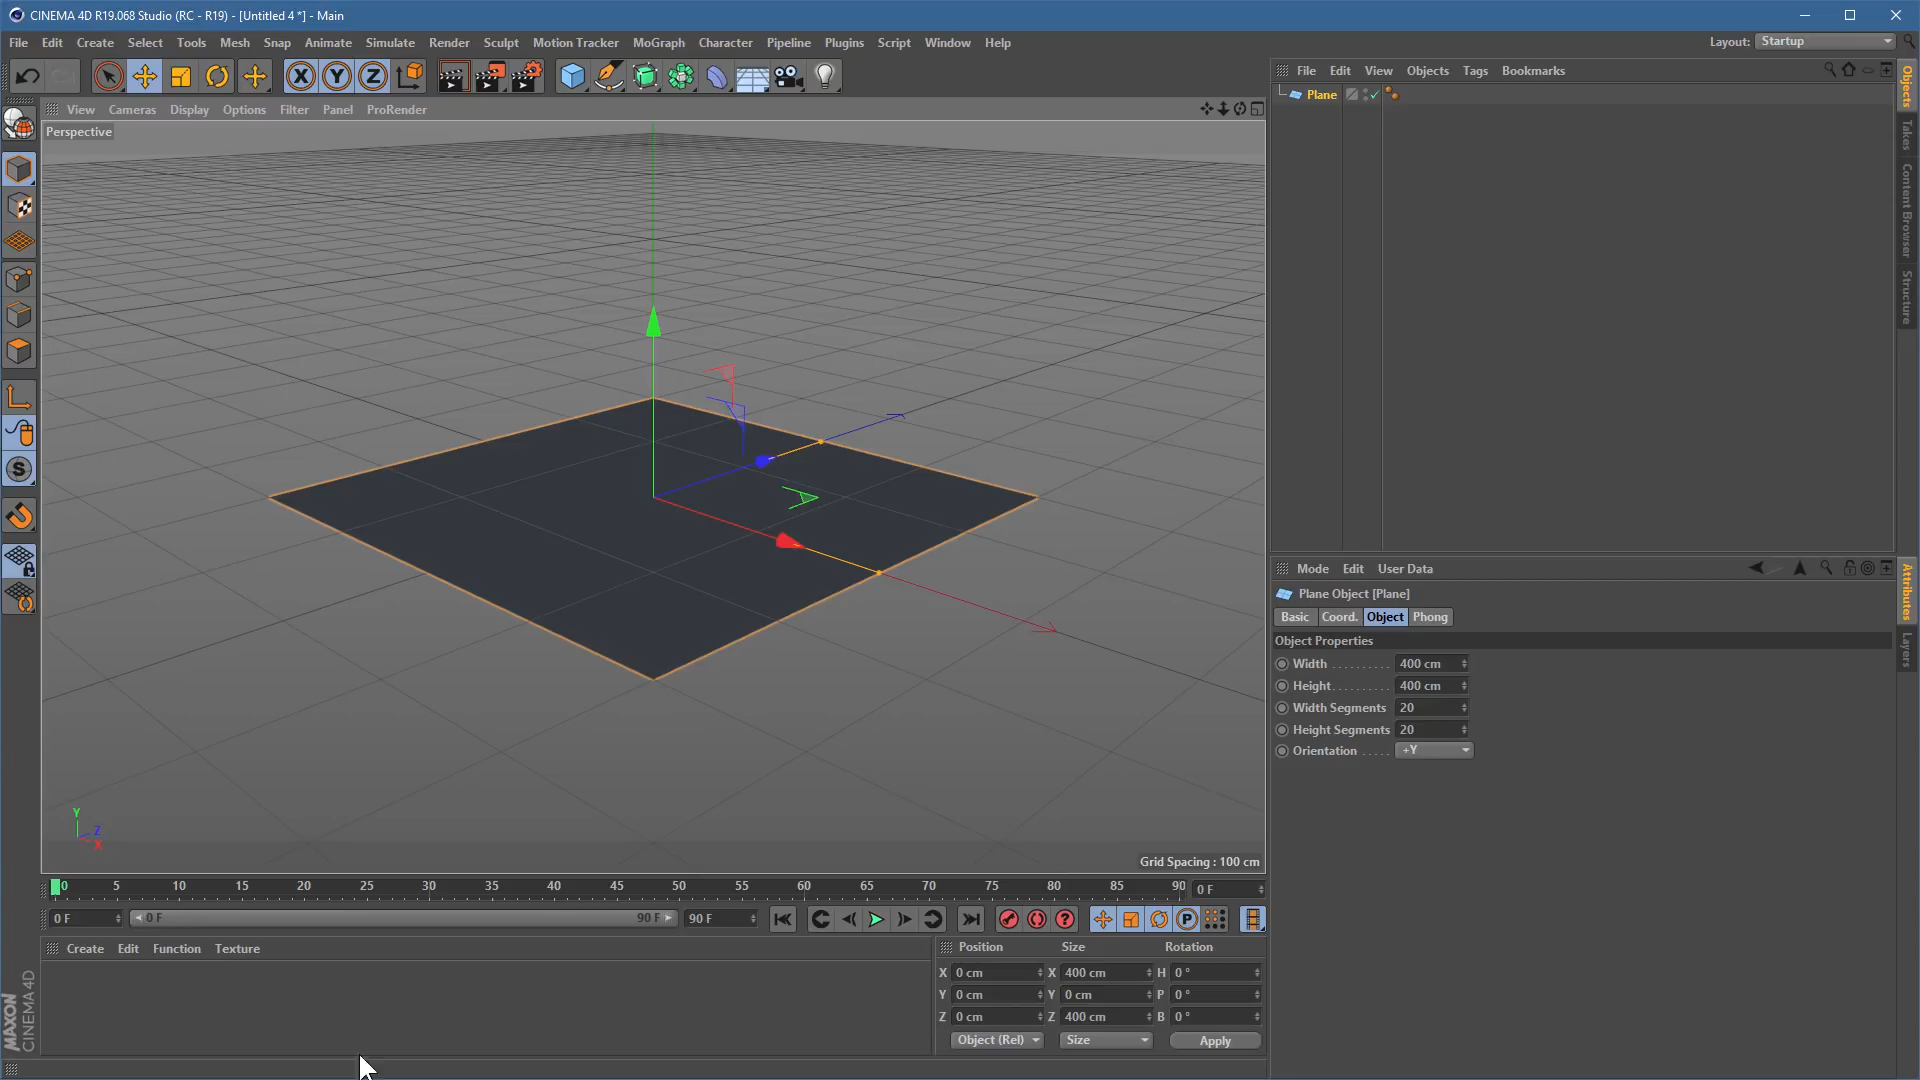 CINEMA 4D R19.068 Studio (RC - R19) - [Untitled 4 *] - Main
File Edit Create Select Tools Mesh Snap Animate Simulate Render Sculpt Motion Tracker MoGraph Character Pipeline Plugins Script Window Help Layout: Startup
X Y Z
File Edit View Objects Tags Bookmarks
Plane
View Cameras Display Options Filter Panel ProRender
Perspective
Objects
Takes
Content Browser
Structure
S
Mode Edit User Data
Plane Object [Plane]
Basic Coord. Object Phong
Object Properties
Width . . . . . . . . . . 400 cm
Height. . . . . . . . . . 400 cm
Width Segments 20
Height Segments 20
Orientation . . . . . +Y
Attributes
Layers
Y
Z
X
Grid Spacing : 100 cm
0 5 10 15 20 25 30 35 40 45 50 55 60 65 70 75 80 85 90 0 F
0 F 0 F 90 F 90 F ? P
Create Edit Function Texture
Position Size Rotation
X 0 cm X 400 cm H 0 °
Y 0 cm Y 0 cm P 0 °
Z 0 cm Z 400 cm B 0 °
Object (Rel) Size Apply
MAXON
CINEMA 4D